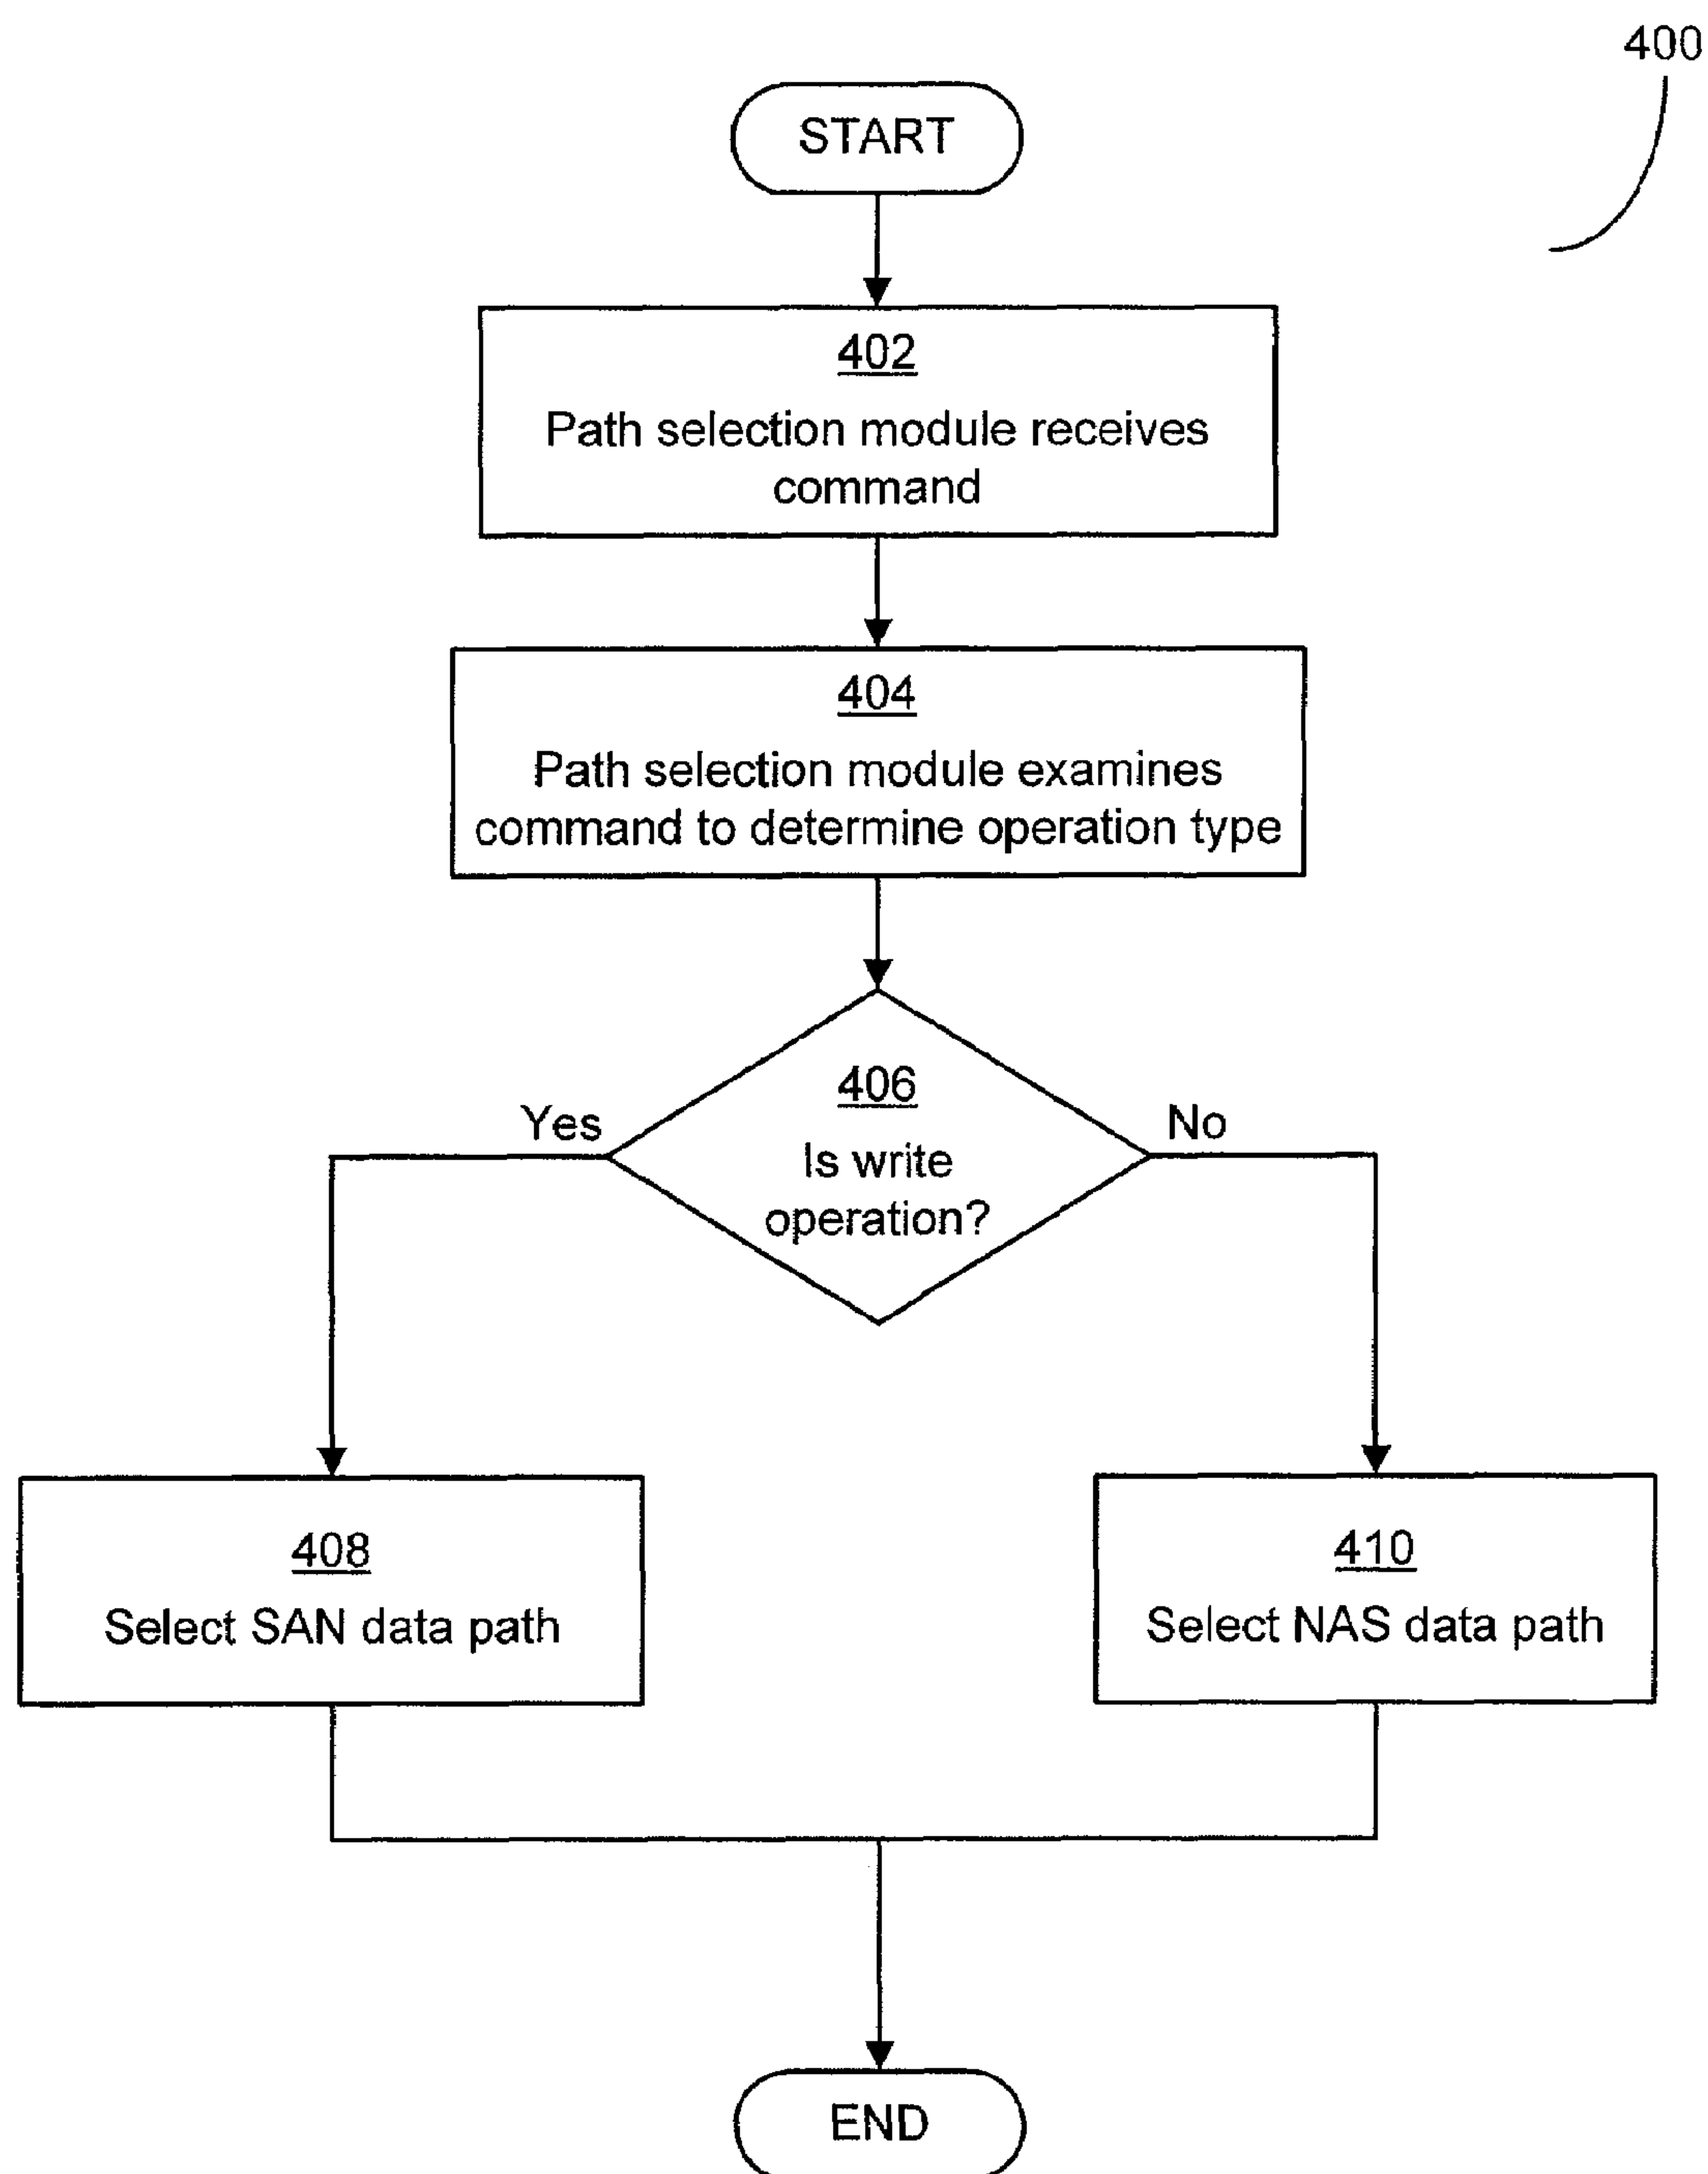 400
START
402
Path selection module receives
command
404
Path selection module examines
command to determine operation type
406
Is write
operation?
Yes
No
408
Select SAN data path
410
Select NAS data path
END